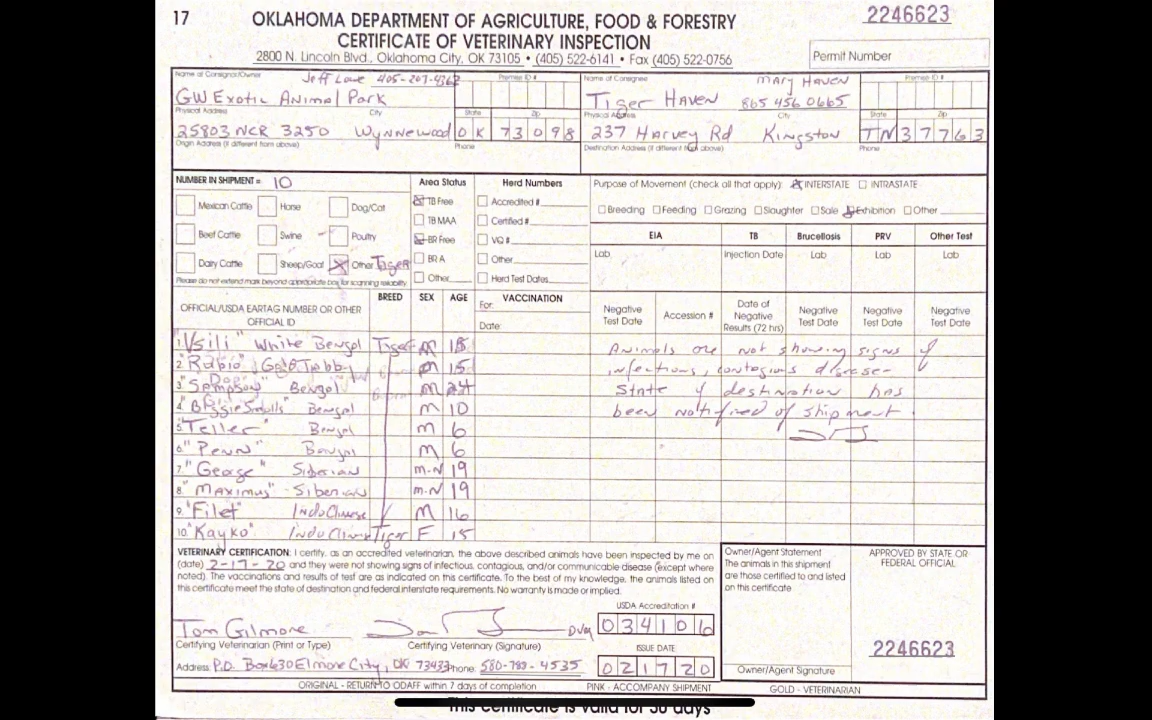 17 OKLAHOMA DEPARTMENT OF AGRICULTURE, FOOD & FORESTRY 2246623
CERTIFICATE OF VETERINARY INSPECTION
2800 N. Lincoln Blvd., Oklahoma City, OK 73105 • (405) 522-6141 • Fax (405) 522-0756
Permit Number
Name of Consignor/Owner Jeff Lowe 405-207-4362 Premise ID #
GW Exotic Animal Park
Physical Address City State Zip
25803 NCR 3250 Wynnewood OK 73098
Origin Address (if different from above) Phone
Name of Consignee Mary Haven Premise ID #
Tiger Haven 865 456 0665
Physical Address City State Zip
237 Harvey Rd Kingston TN 37763
Destination Address (if different from above) Phone
NUMBER IN SHIPMENT = 10
Mexican Cattle Horse Dog/Cat
Beef Cattle Swine Poultry
Dairy Cattle Sheep/Goat Other Tiger
Please do not extend mark beyond appropriate box for scanning reliability
Area Status
TB Free
TB MAA
BR Free
BR A
Other
Herd Numbers
Accredited #
Certified #
VQ #
Other
Herd Test Dates
Purpose of Movement (check all that apply): INTERSTATE INTRASTATE
Breeding Feeding Grazing Slaughter Sale Exhibition Other
EIA TB Brucellosis PRV Other Test
Lab Injection Date Lab Lab Lab
OFFICIAL/USDA EARTAG NUMBER OR OTHER OFFICIAL ID BREED SEX AGE
For: VACCINATION
Date:
Negative Test Date Accession # Date of Negative Results (72 hrs) Negative Test Date Negative Test Date Negative Test Date
1. "Vsili" White Bengal Tiger M 18
2. "Rubio" Gold Tabby M 15
3. "Sampson" Bengal M 24
4. "Biggie Smalls" Bengal M 10
5. "Teller" Bengal M 6
6. "Penn" Bengal M 6
7. "George" Siberian M-N 19
8. "Maximus" Siberian M-N 19
9. "Filet" IndoChinese M 16
10. "Kayko" IndoChinese Tiger F 15
Animals are not showing signs of
infections, contagious disease-
State of destination has
been notified of shipment
VETERINARY CERTIFICATION: I certify, as an accredited veterinarian, the above described animals have been inspected by me on
(date) 2-17-20 and they were not showing signs of infectious, contagious, and/or communicable disease (except where
noted). The vaccinations and results of test are as indicated on this certificate. To the best of my knowledge, the animals listed on
this certificate meet the state of destination and federal interstate requirements. No warranty is made or implied.
Tom Gilmore DVM
Certifying Veterinarian (Print or Type) Certifying Veterinary (Signature)
USDA Accreditation #
034106
ISSUE DATE
021720
Address P.O. Box 630 Elmore City, OK 73433 Phone: 580-788-4535
Owner/Agent Statement
The animals in this shipment
are those certified to and listed
on this certificate
Owner/Agent Signature
APPROVED BY STATE OR
FEDERAL OFFICIAL
2246623
ORIGINAL - RETURN TO ODAFF within 7 days of completion PINK - ACCOMPANY SHIPMENT GOLD - VETERINARIAN
This certificate is valid for 30 days